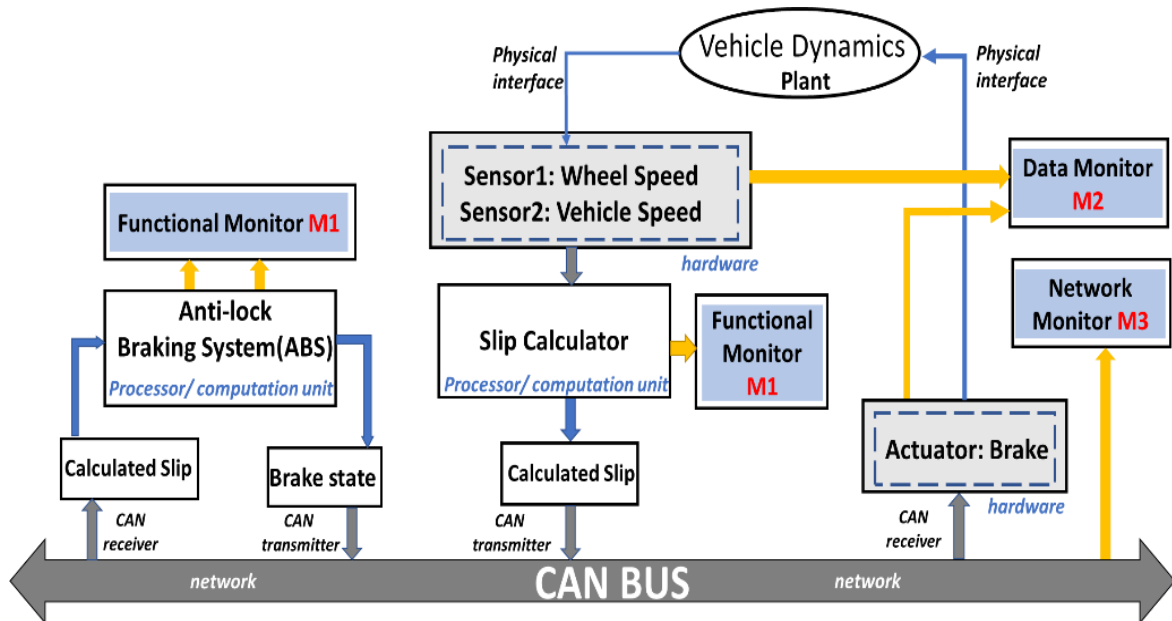 Vehicle Dynamics
Plant
Physical
interface
Physical
interface
Sensor1: Wheel Speed
Sensor2: Vehicle Speed
hardware
Data Monitor
M2
Functional Monitor M1
Anti-lock
Braking System(ABS)
Processor/ computation unit
Slip Calculator
Processor/ computation unit
Functional
Monitor
M1
Network
Monitor M3
Calculated Slip
Brake state
Calculated Slip
Actuator: Brake
hardware
CAN
receiver
CAN
transmitter
CAN
transmitter
CAN
receiver
network
CAN BUS
network